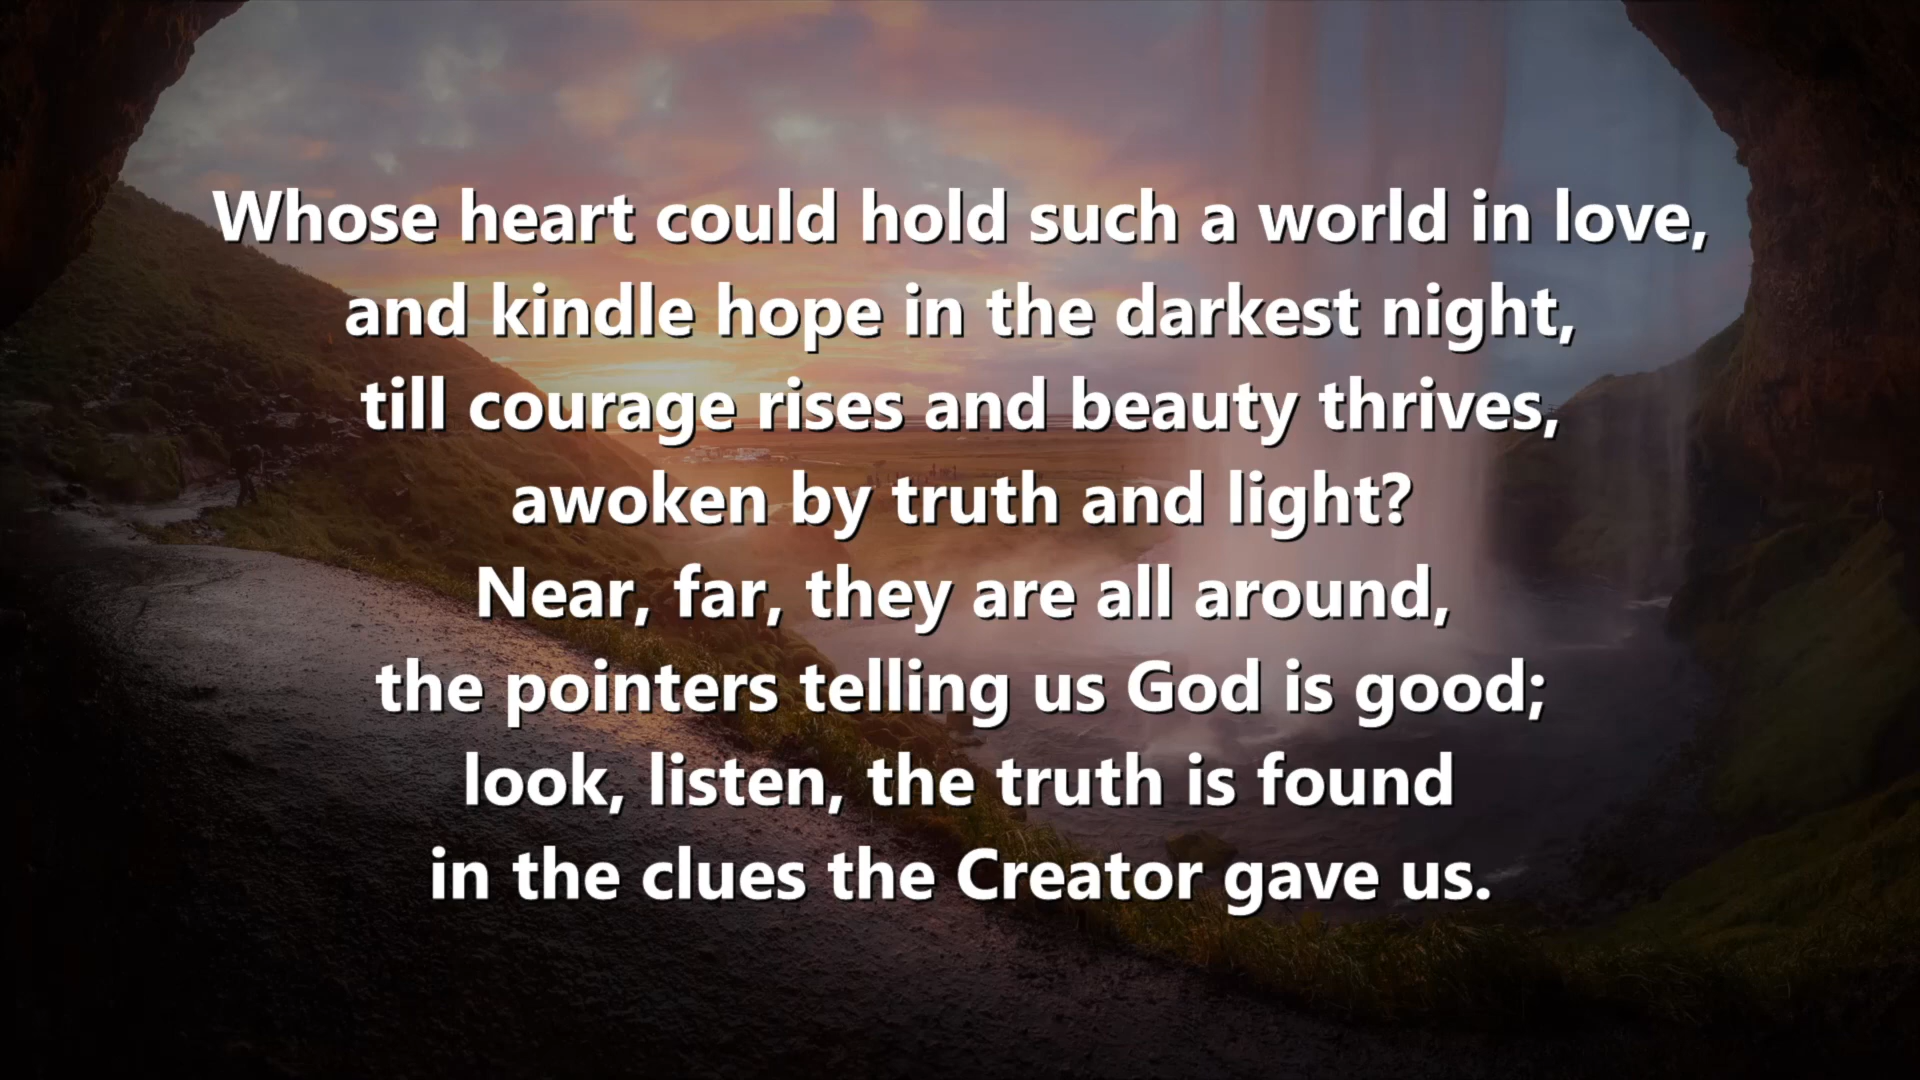 Whose heart could hold such a world in love,
and kindle hope in the darkest night,
till courage rises and beauty thrives,
awoken by truth and light?
Near, far, they are all around,
the pointers telling us God is good;
look, listen, the truth is found
in the clues the Creator gave us.